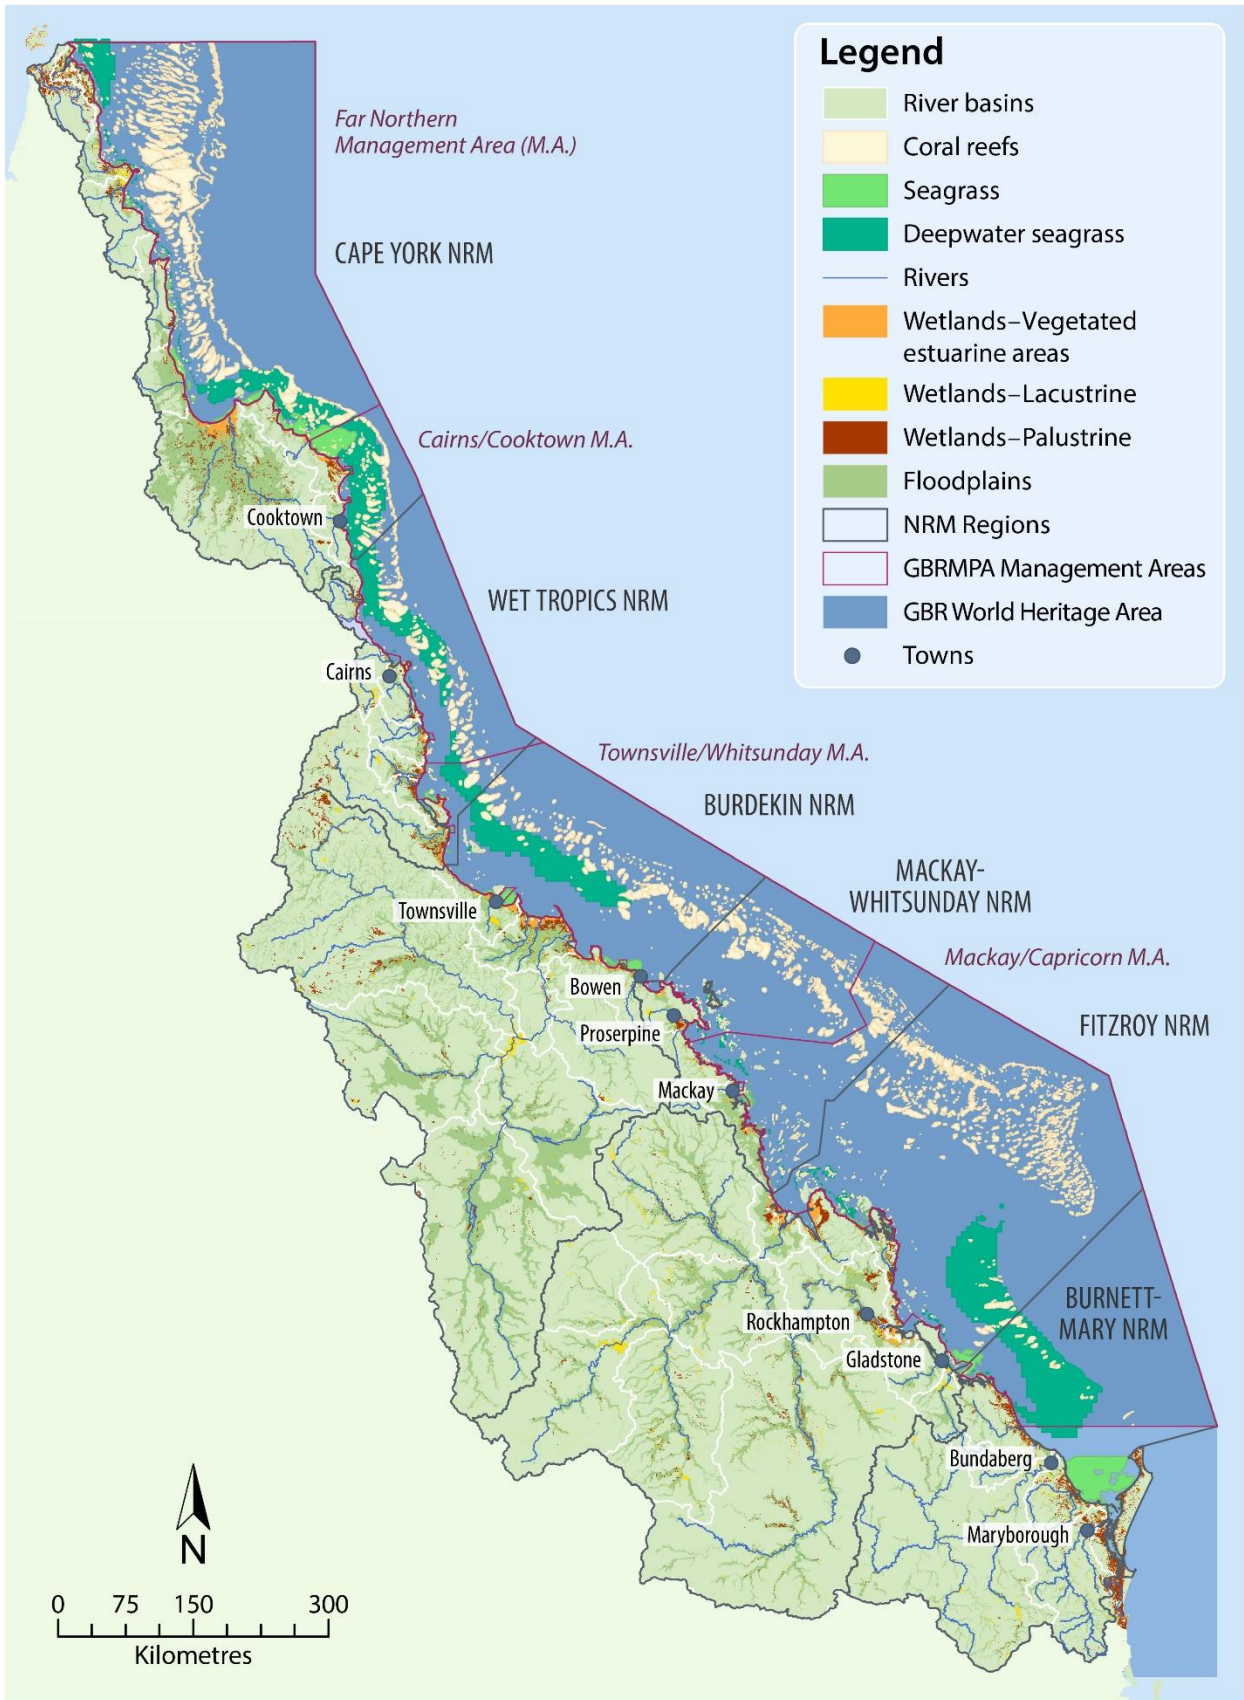 Legend
River basins
Coral reefs
Seagrass
Deepwater seagrass
Rivers
Wetlands–Vegetated
estuarine areas
Wetlands–Lacustrine
Wetlands–Palustrine
Floodplains
NRM Regions
GBRMPA Management Areas
GBR World Heritage Area
Towns
Far Northern
Management Area (M.A.)
CAPE YORK NRM
Cairns/Cooktown M.A.
Cooktown
WET TROPICS NRM
Cairns
Townsville/Whitsunday M.A.
BURDEKIN NRM
MACKAY-
WHITSUNDAY NRM
Townsville
Mackay/Capricorn M.A.
Bowen
FITZROY NRM
Proserpine
Mackay
BURNETT-
MARY NRM
Rockhampton
Gladstone
Bundaberg
Maryborough
N
0 75 150 300
Kilometres